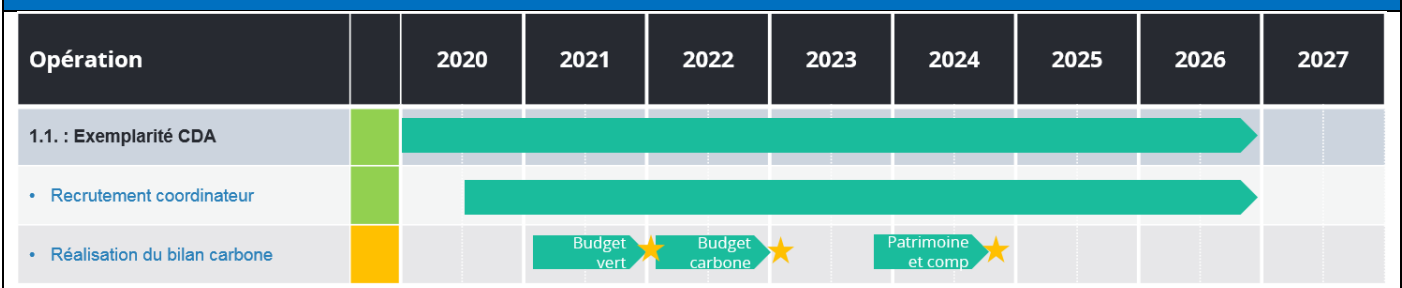 Opération 2020 2021 2022 2023 2024 2025 2026 2027
1.1. : Exemplarité CDA
• Recrutement coordinateur
• Réalisation du bilan carbone
Budget
vert
Budget
carbone
Patrimoine
et comp